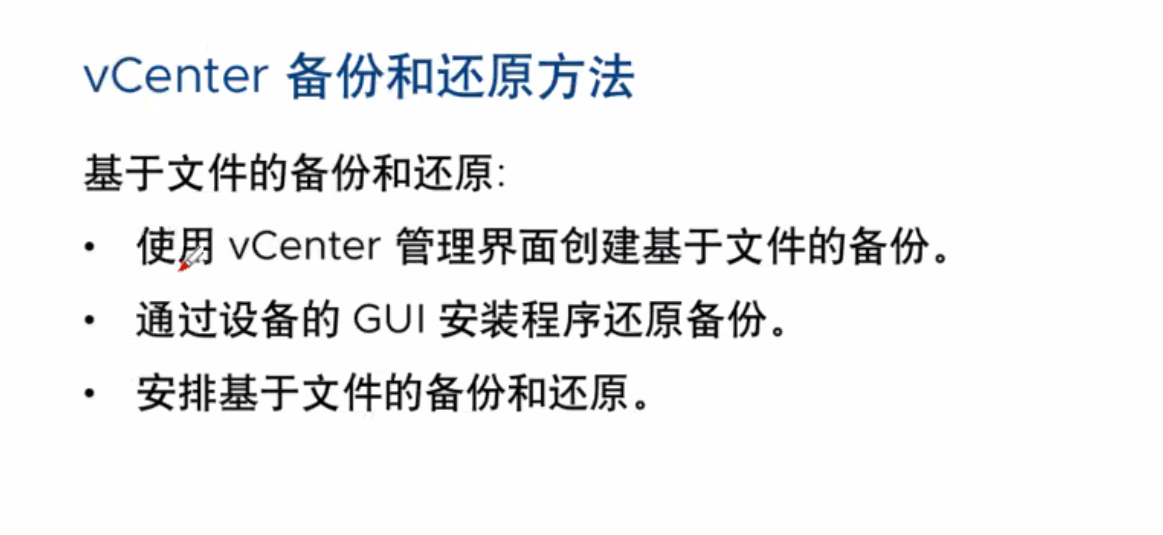 vCenter 备份和还原方法
基于文件的备份和还原:
• 使用 vCenter 管理界面创建基于文件的备份。
• 通过设备的 GUI 安装程序还原备份。
• 安排基于文件的备份和还原。